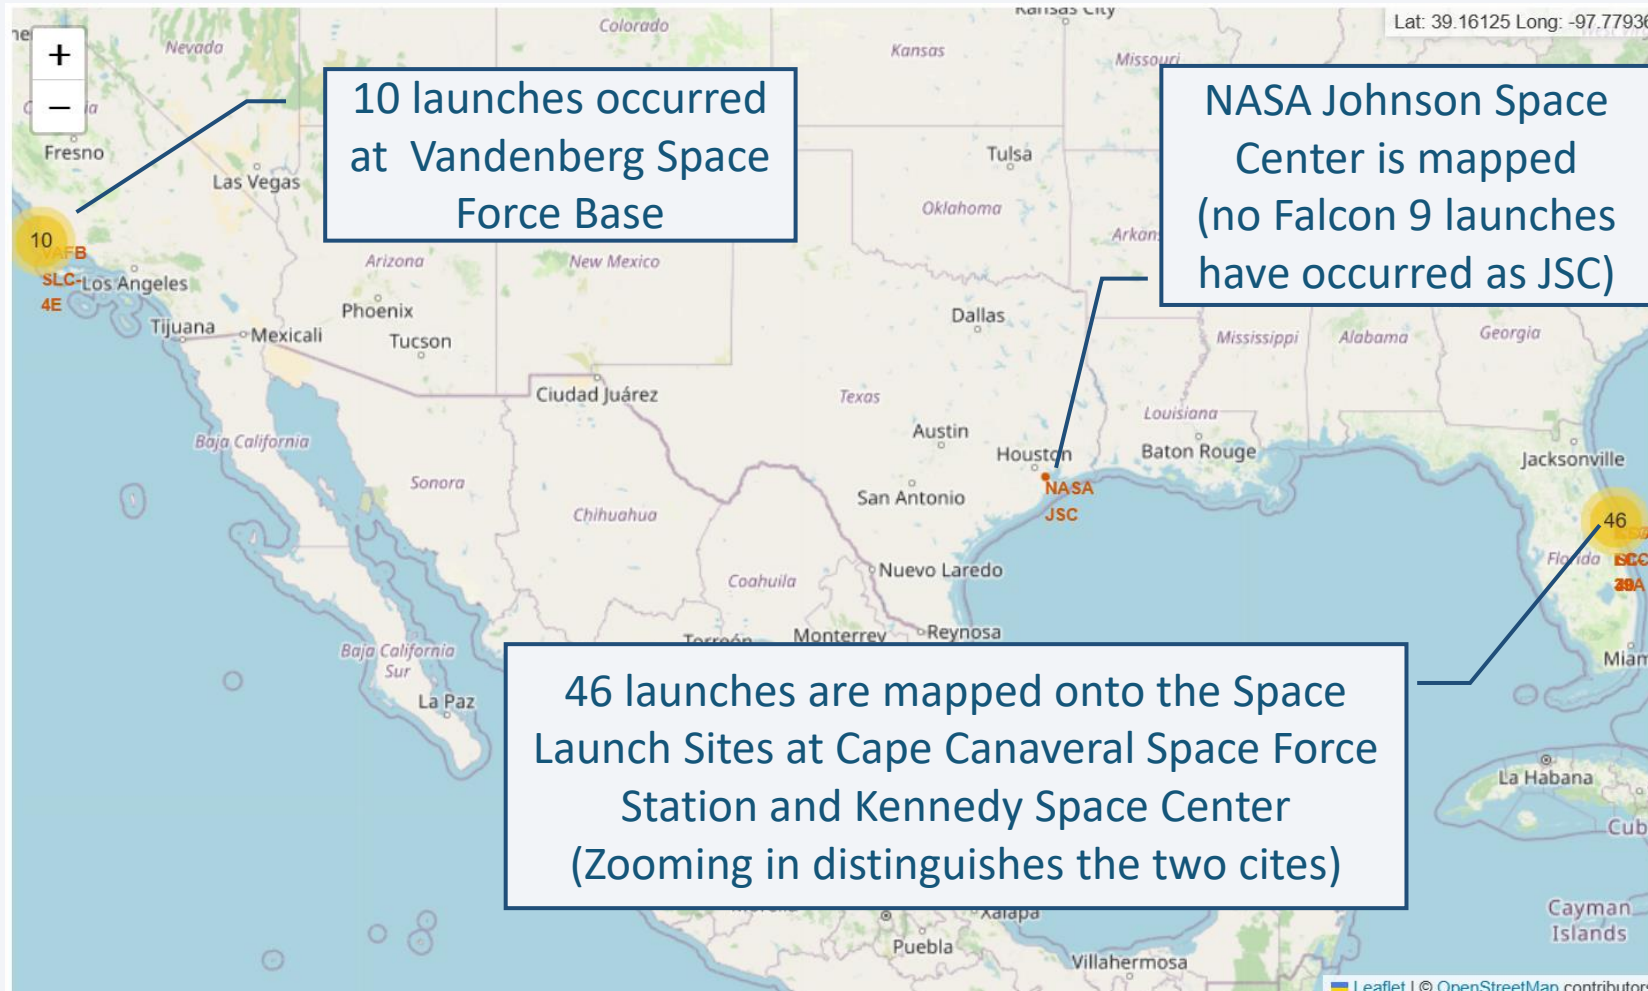 Kansas City
Lat: 39.16125 Long: -97.77936
Nevada
Colorado
Kansas
Missouri
+
−
10 launches occurred
at Vandenberg Space
Force Base
NASA Johnson Space
Center is mapped
(no Falcon 9 launches
have occurred as JSC)
Fresno
Las Vegas
Tulsa
Oklahoma
10
VAFB
SLC-
4E
Los Angeles
Arizona
New Mexico
Phoenix
Tijuana
Mexicali
Tucson
Dallas
Mississippi
Alabama
Georgia
Ciudad Juárez
Texas
Louisiana
Austin
Houston
Baton Rouge
Jacksonville
Baja California
Sonora
San Antonio
NASA
JSC
Chihuahua
46
Florida
Coahuila
Nuevo Laredo
Monterrey
Reynosa
Torreón
Baja California
Sur
La Paz
46 launches are mapped onto the Space
Launch Sites at Cape Canaveral Space Force
Station and Kennedy Space Center
(Zooming in distinguishes the two cites)
La Habana
Xalapa
Puebla
Villahermosa
Cayman
Islands
Leaflet | © OpenStreetMap contributors